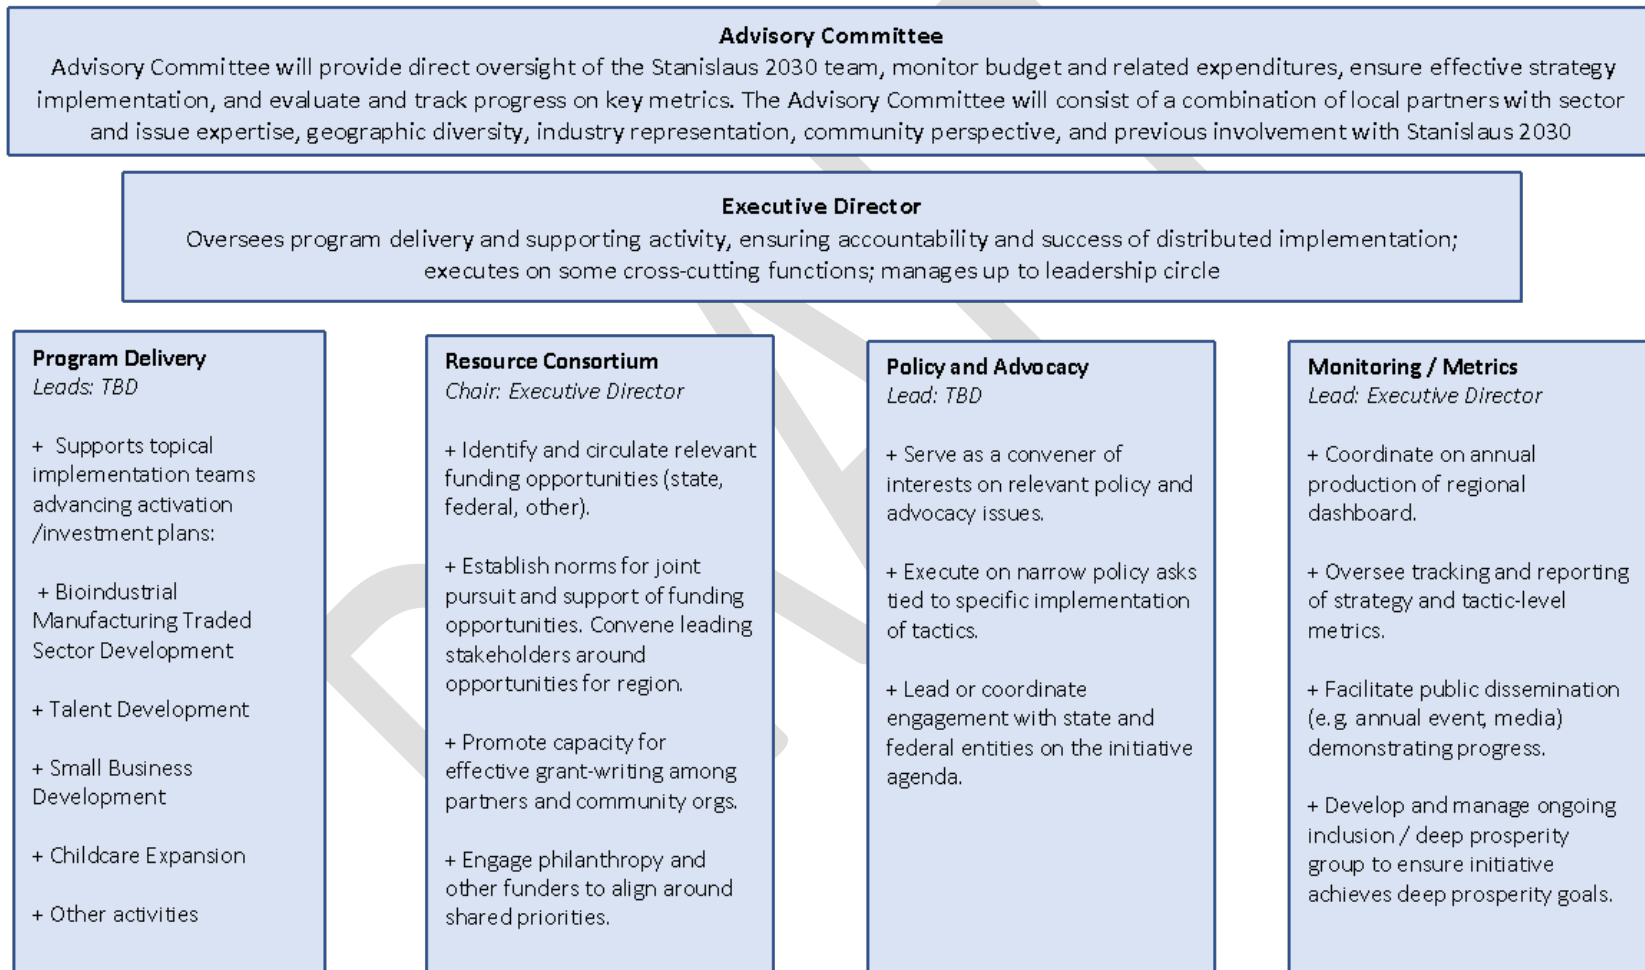 Advisory Committee
Advisory Committee will provide direct oversight of the Stanislaus 2030 team, monitor budget and related expenditures, ensure effective strategy
implementation, and evaluate and track progress on key metrics. The Advisory Committee will consist of a combination of local partners with sector
and issue expertise, geographic diversity, industry representation, community perspective, and previous involvement with Stanislaus 2030
Executive Director
Oversees program delivery and supporting activity, ensuring accountability and success of distributed implementation;
executes on some cross-cutting functions; manages up to leadership circle
Program Delivery
Leads: TBD
+ Supports topical
implementation teams
advancing activation
/investment plans:
+ Bioindustrial
Manufacturing Traded
Sector Development
+ Talent Development
+ Small Business
Development
+ Childcare Expansion
+ Other activities
Resource Consortium
Chair: Executive Director
+ Identify and circulate relevant
funding opportunities (state,
federal, other).
+ Establish norms for joint
pursuit and support of funding
opportunities. Convene leading
stakeholders around
opportunities for region.
+ Promote capacity for
effective grant-writing among
partners and community orgs.
+ Engage philanthropy and
other funders to align around
shared priorities.
Policy and Advocacy
Lead: TBD
+ Serve as a convener of
interests on relevant policy and
advocacy issues.
+ Execute on narrow policy asks
tied to specific implementation
of tactics.
+ Lead or coordinate
engagement with state and
federal entities on the initiative
agenda.
Monitoring / Metrics
Lead: Executive Director
+ Coordinate on annual
production of regional
dashboard.
+ Oversee tracking and reporting
of strategy and tactic-level
metrics.
+ Facilitate public dissemination
(e.g. annual event, media)
demonstrating progress.
+ Develop and manage ongoing
inclusion / deep prosperity
group to ensure initiative
achieves deep prosperity goals.